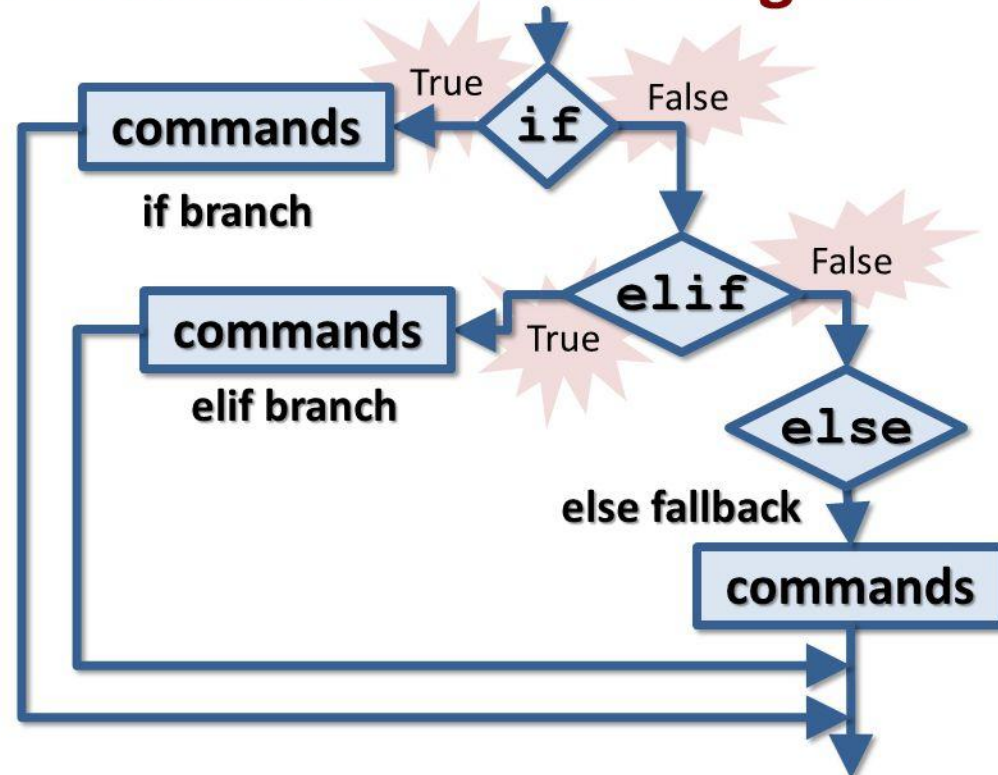 True
False
if
commands
if branch
False
elif
commands
True
elif branch
else
else fallback
commands